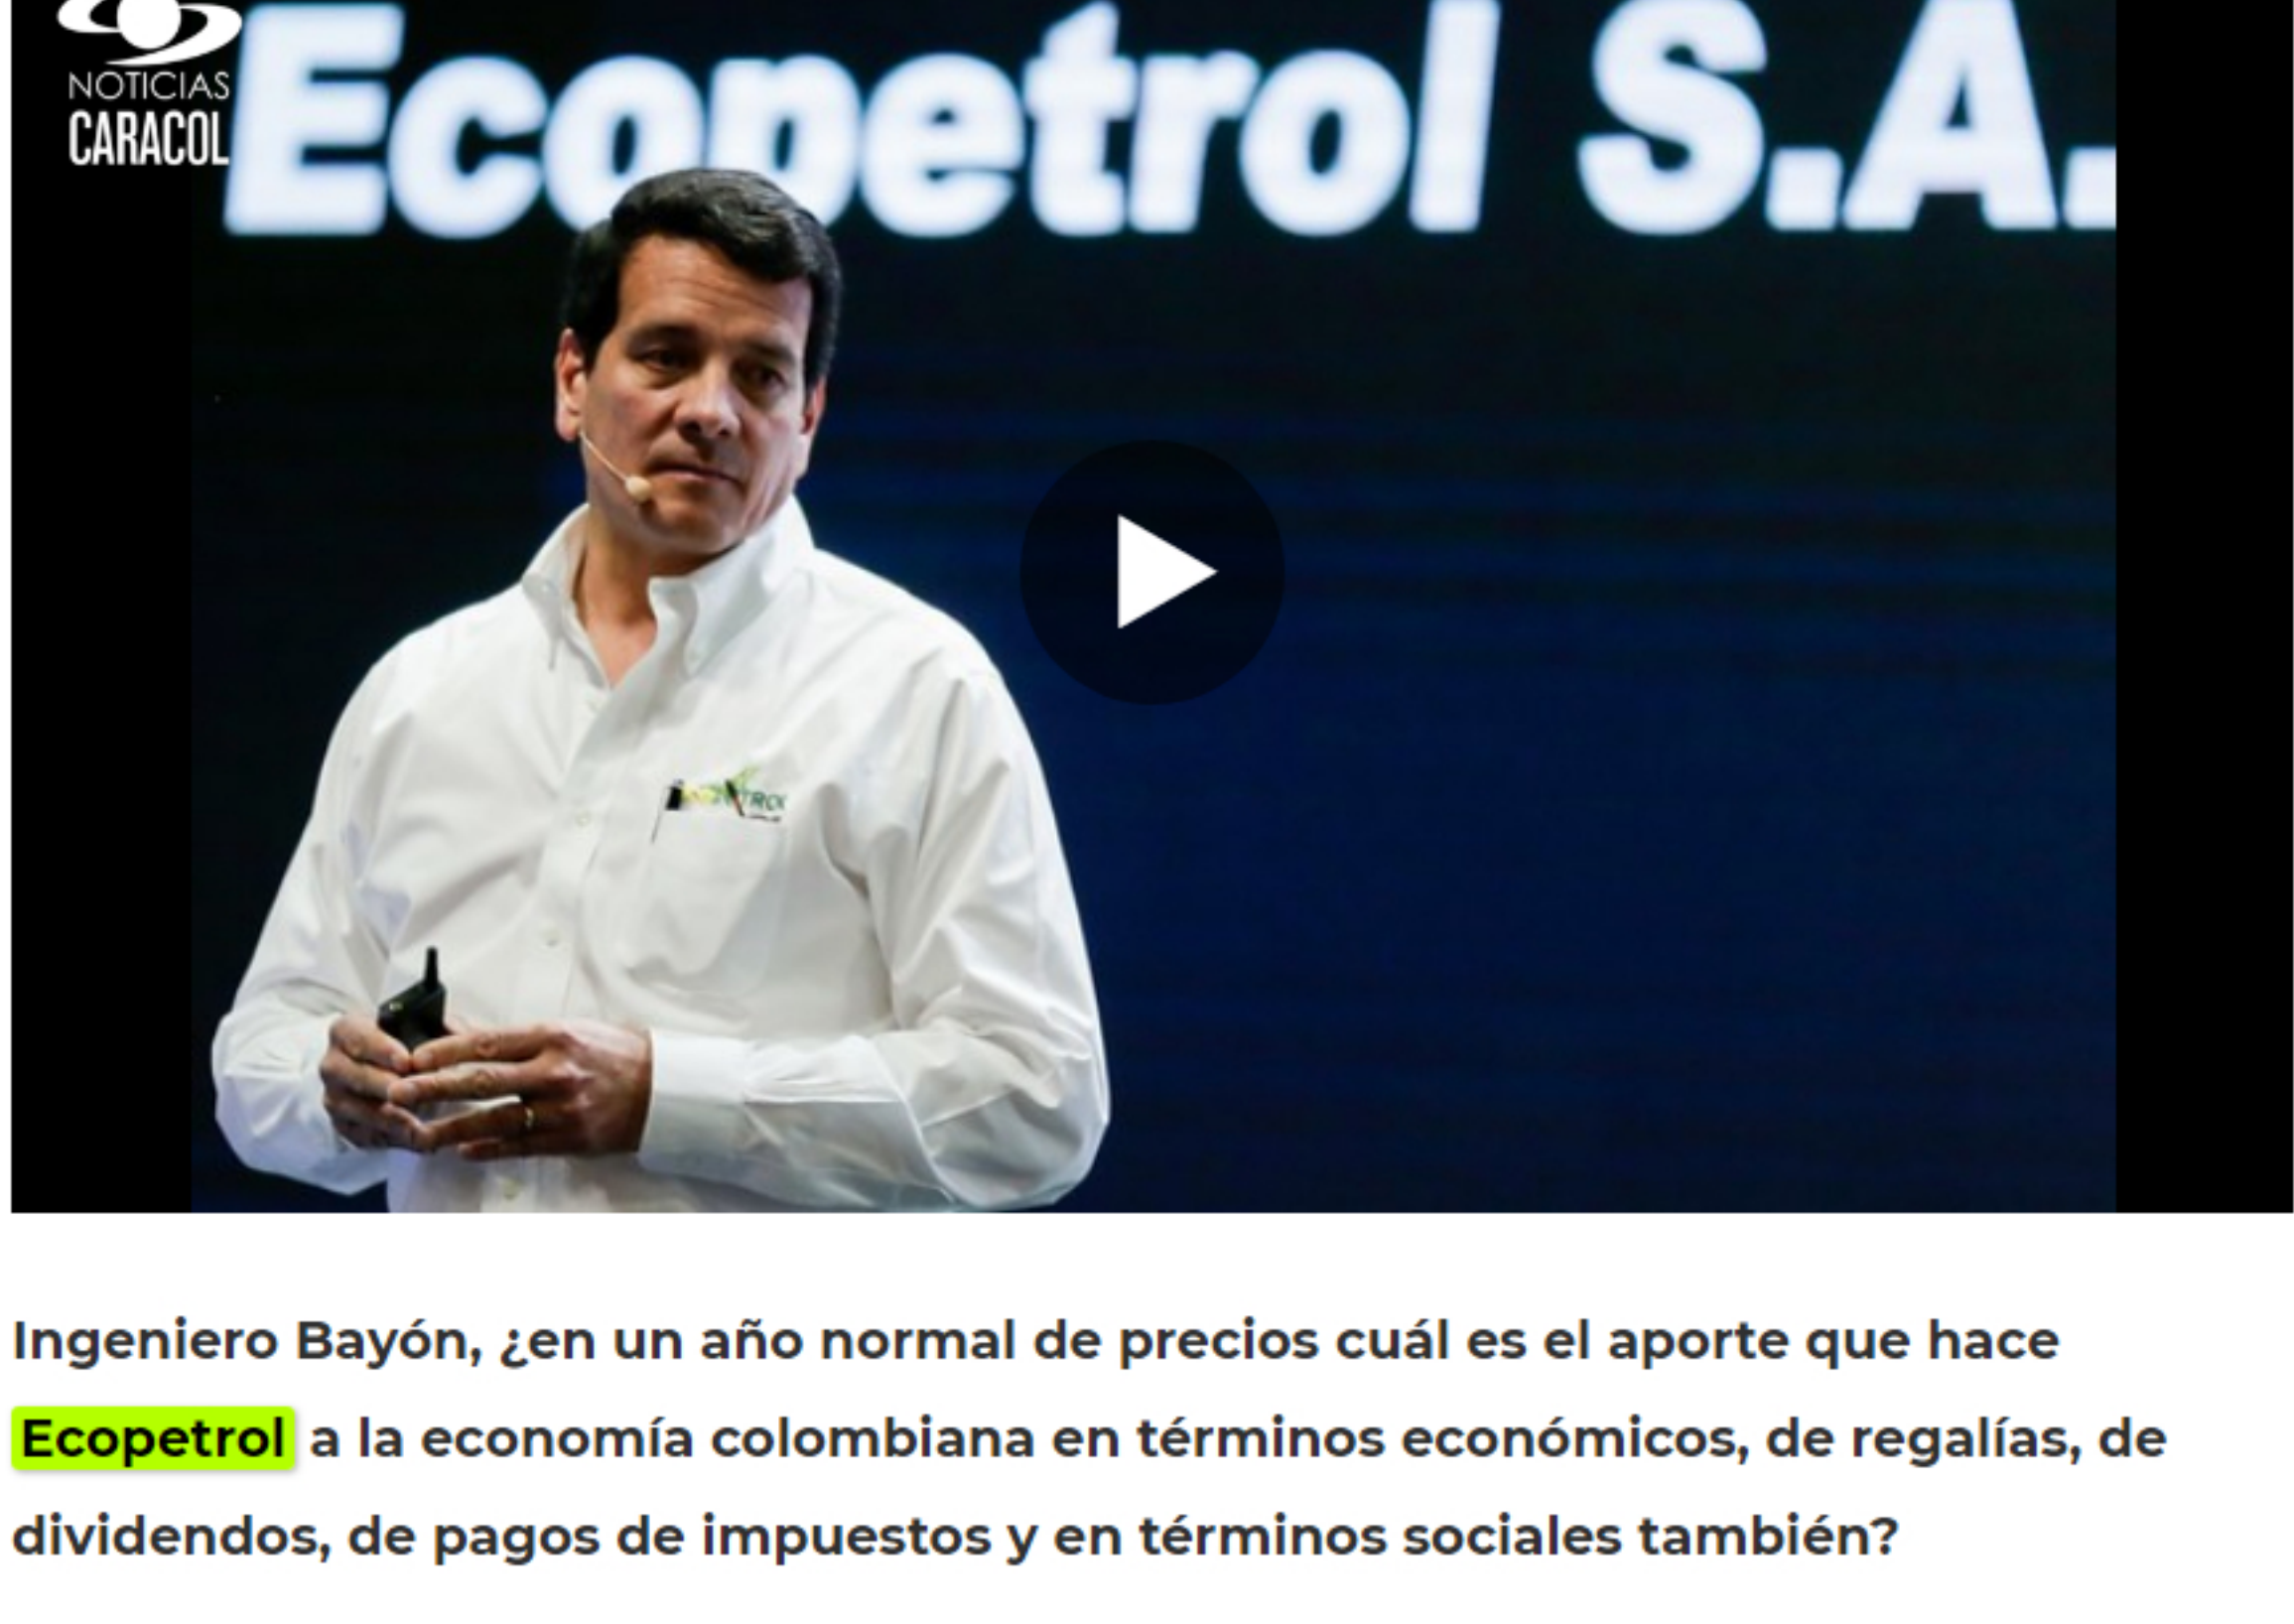 Ecopetrol S.A.
NOTICIAS
CARACOL
Ingeniero Bayón, ¿en un año normal de precios cuál es el aporte que hace
Ecopetrol a la economía colombiana en términos económicos, de regalías, de
dividendos, de pagos de impuestos y en términos sociales también?